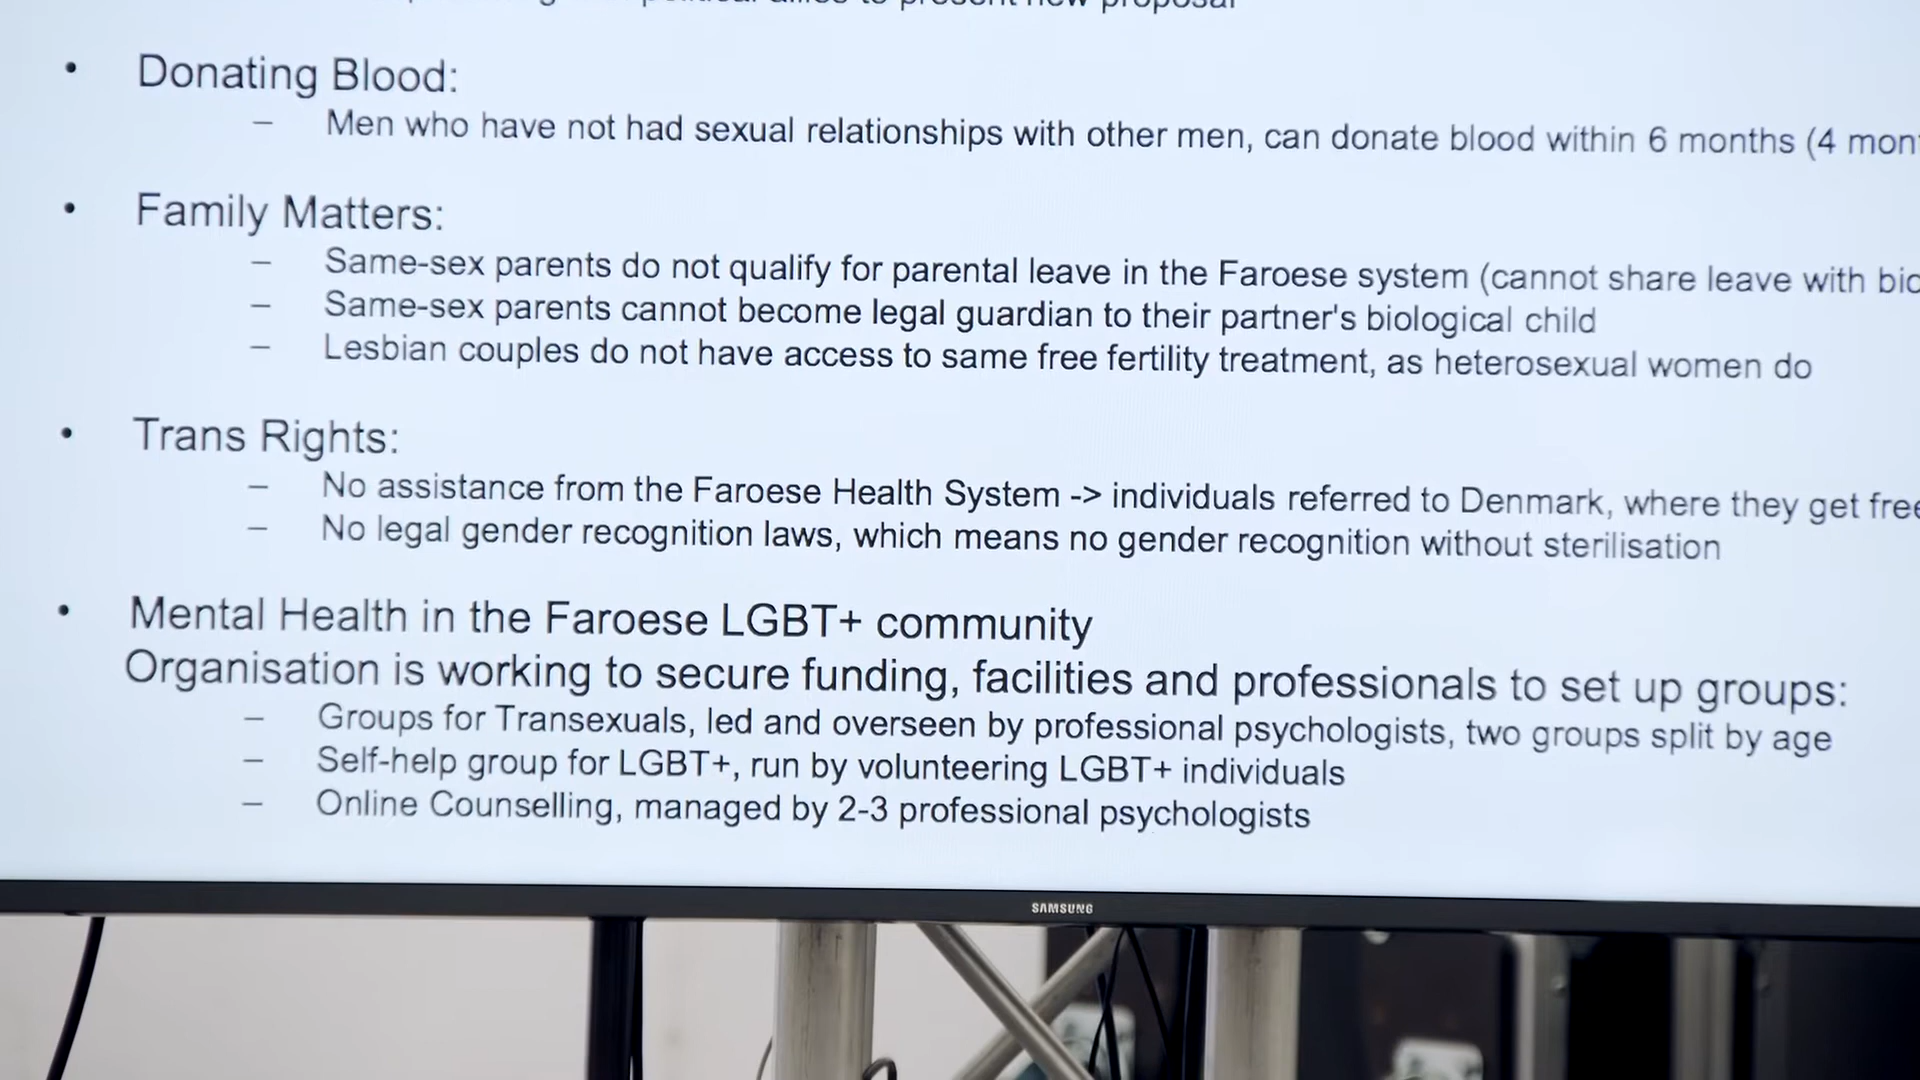 political allies to present new proposal
• Donating Blood:
– Men who have not had sexual relationships with other men, can donate blood within 6 months (4
• Family Matters:
– Same-sex parents do not qualify for parental leave in the Faroese system (cannot share leave with
– Same-sex parents cannot become legal guardian to their partner's biological child
– Lesbian couples do not have access to same free fertility treatment, as heterosexual women do
• Trans Rights:
– No assistance from the Faroese Health System -> individuals referred to Denmark, where they get free
– No legal gender recognition laws, which means no gender recognition without sterilisation
• Mental Health in the Faroese LGBT+ community
Organisation is working to secure funding, facilities and professionals to set up groups:
– Groups for Transexuals, led and overseen by professional psychologists, two groups split by age
– Self-help group for LGBT+, run by volunteering LGBT+ individuals
– Online Counselling, managed by 2-3 professional psychologists
SAMSUNG